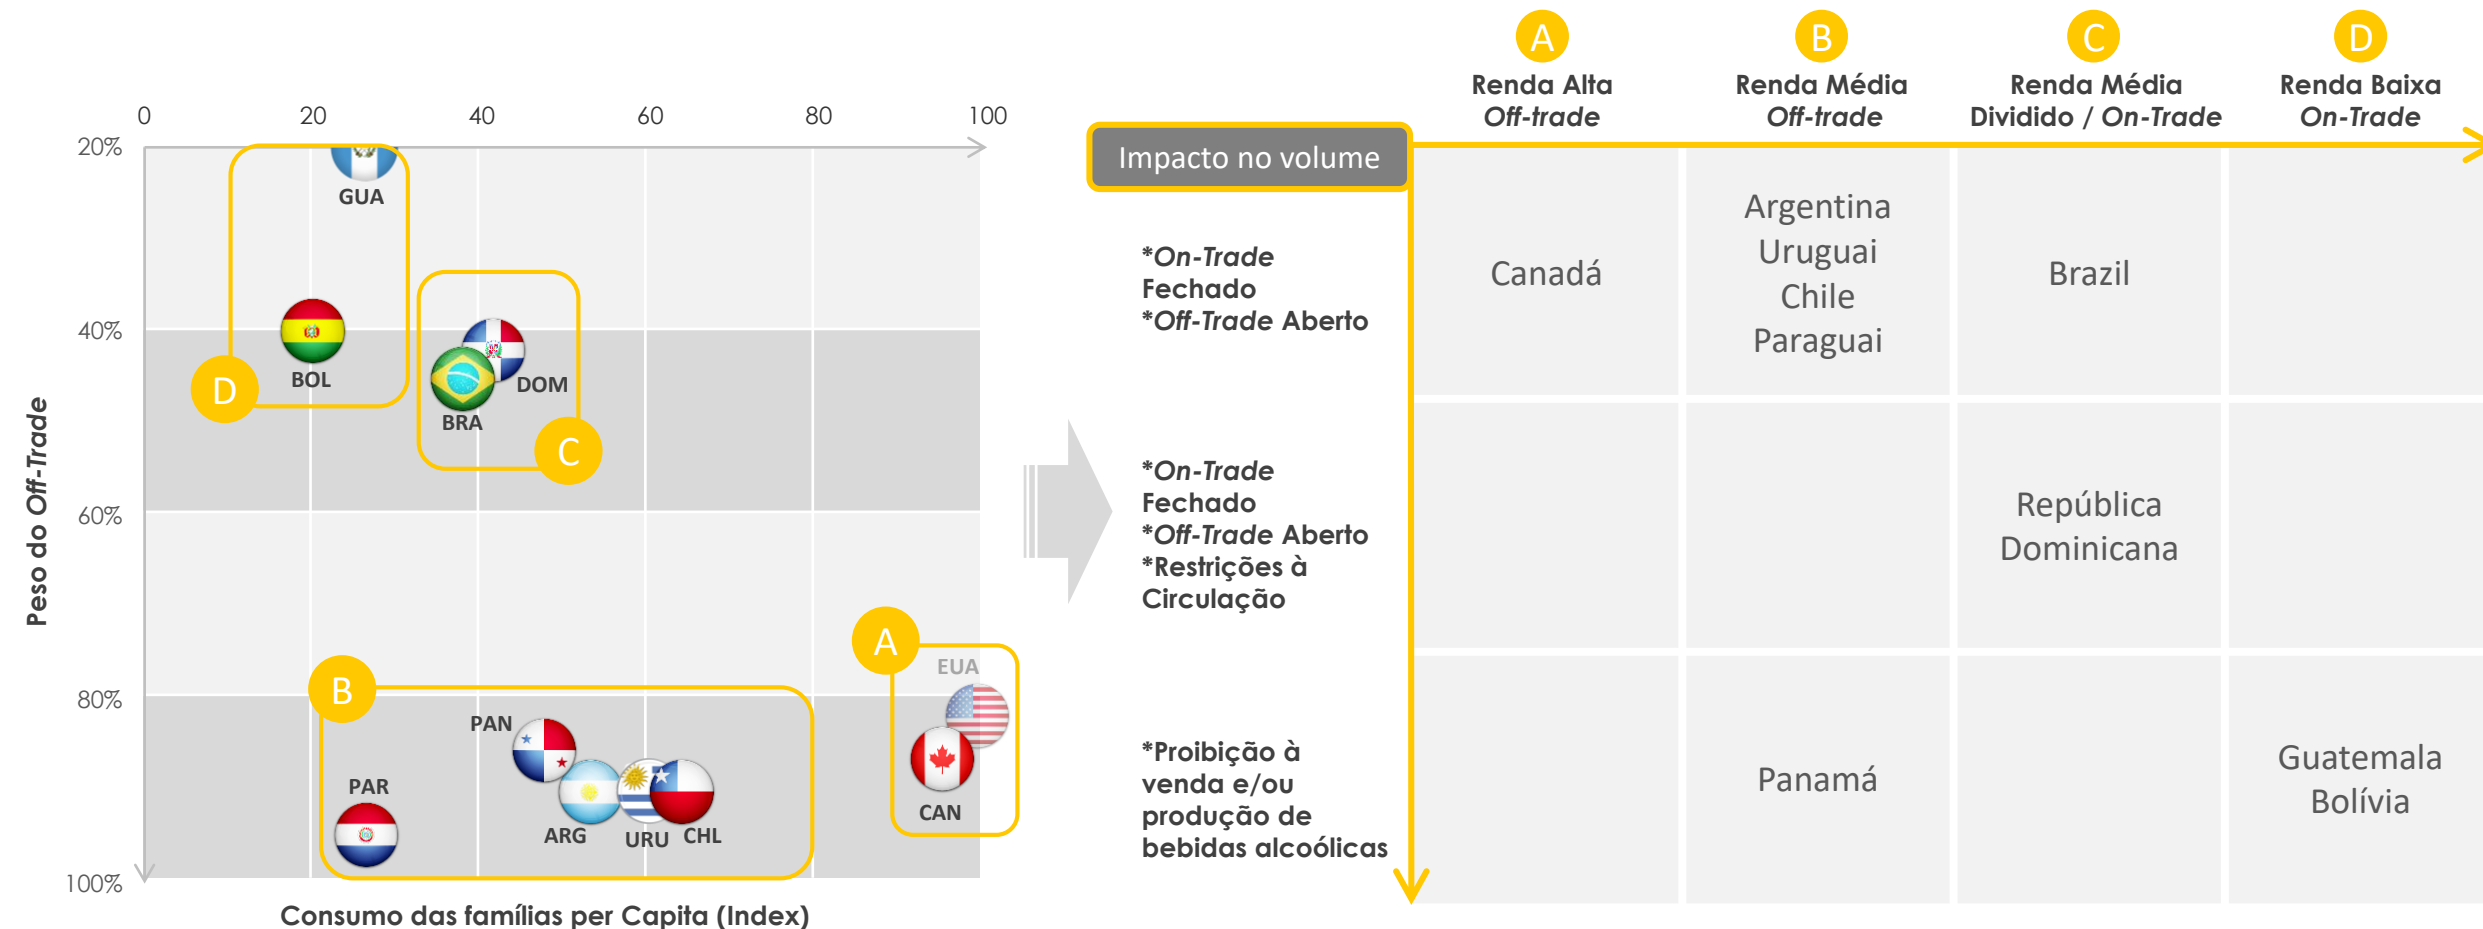 0
20
40
60
80
100
20%
40%
60%
80%
100%
Peso do Off-Trade
GUA
BOL
D
DOM
BRA
C
A
EUA
CAN
B
PAN
PAR
ARG
URU
CHL
Consumo das famílias per Capita (Index)
A
Renda Alta
Off-trade
B
Renda Média
Off-trade
C
Renda Média
Dividido / On-Trade
D
Renda Baixa
On-Trade
Impacto no volume
*On-Trade
Fechado
*Off-Trade Aberto
Canadá
Argentina
Uruguai
Chile
Paraguai
Brazil
*On-Trade
Fechado
*Off-Trade Aberto
*Restrições à
Circulação
República
Dominicana
*Proibição à
venda e/ou
produção de
bebidas alcoólicas
Panamá
Guatemala
Bolívia